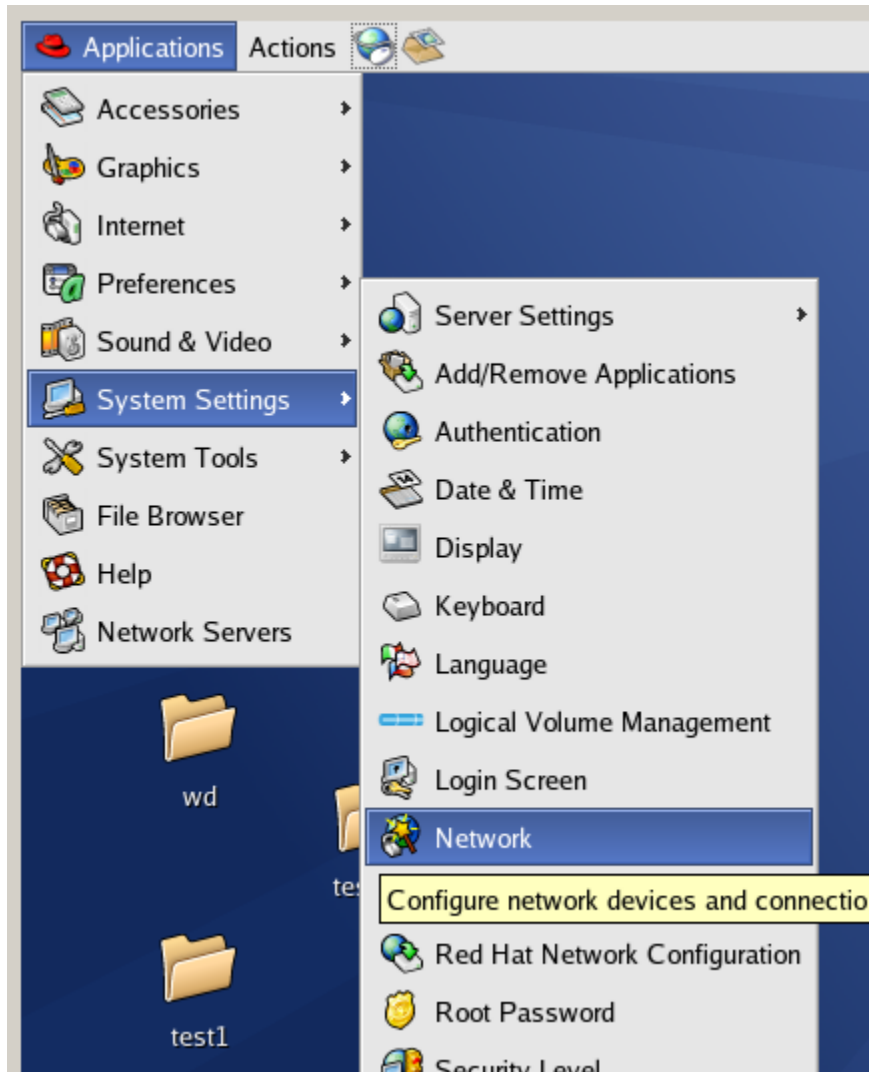 Applications Actions
Accessories
Graphics
Internet
Preferences
Sound & Video
System Settings
System Tools
File Browser
Help
Network Servers
Server Settings
Add/Remove Applications
Authentication
Date & Time
Display
Keyboard
Language
Logical Volume Management
Login Screen
Network
Configure network devices and connectio
Red Hat Network Configuration
Root Password
Security Level
wd
tes
test1